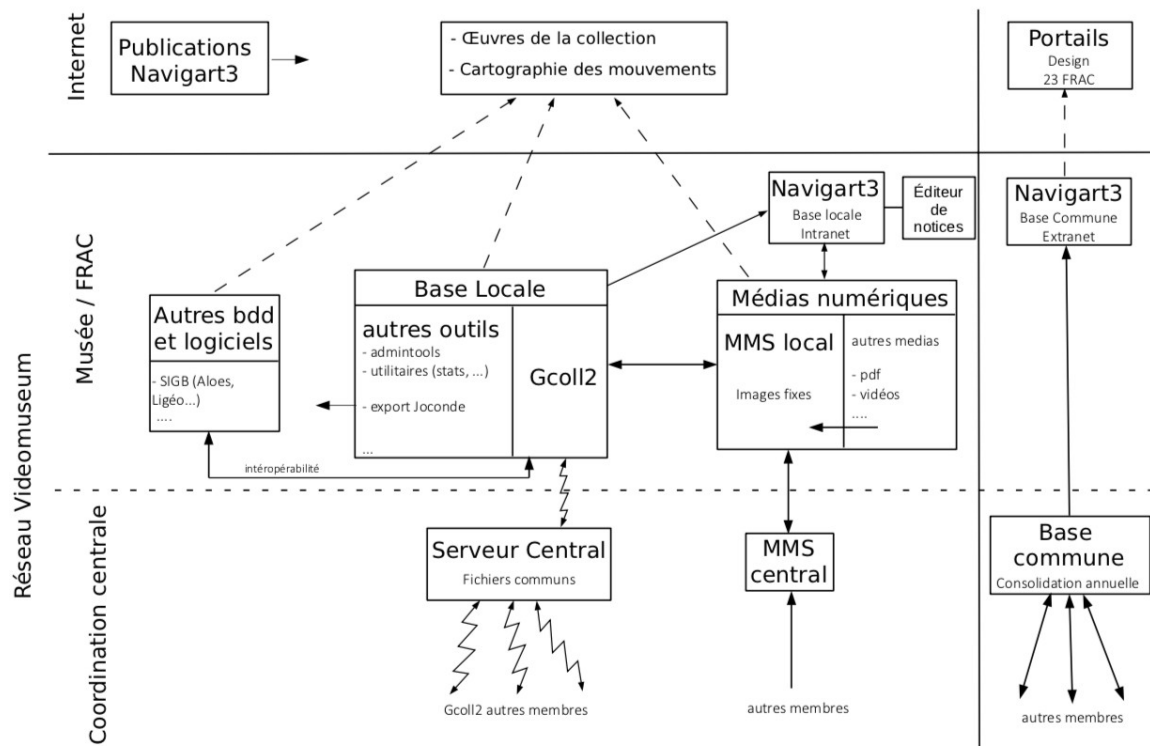 Internet
Publications
Navigart3
- Œuvres de la collection
- Cartographie des mouvements
Portails
Design
23 FRAC
Réseau Videomuseum
Musée / FRAC
Navigart3
Base locale
Intranet
Éditeur
de
notices
Navigart3
Base Commune
Extranet
Autres bdd
et logiciels
- SIGB (Aloes,
Ligéo...)
....
Base Locale
autres outils
- admintools
- utilitaires (stats, ...)
- export Joconde
...
Gcoll2
Médias numériques
MMS local
Images fixes
autres medias
- pdf
- vidéos
....
intéropérabilité
Coordination centrale
Serveur Central
Fichiers communs
MMS
central
Base
commune
Consolidation annuelle
Gcoll2 autres membres
autres membres
autres membres